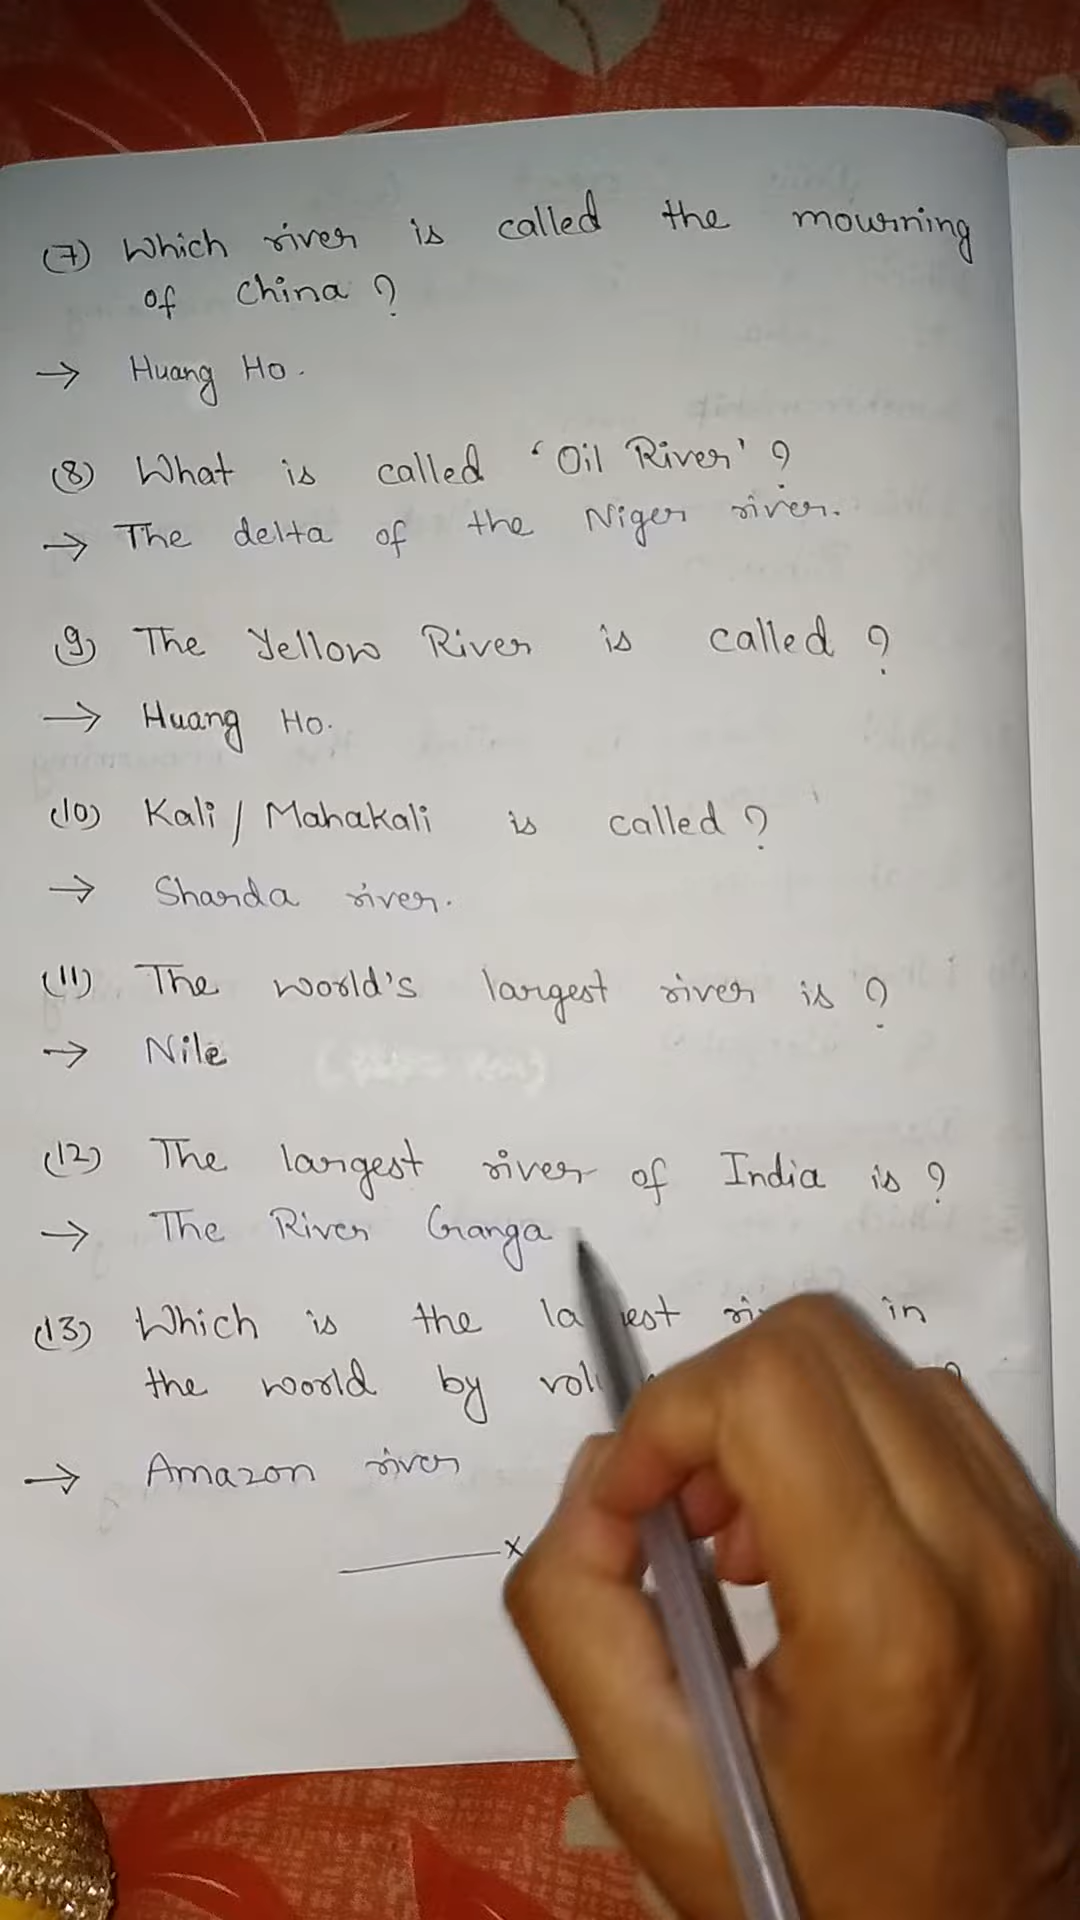 (7) Which river is called the mourning
of China ?
→ Huang Ho.
(8) What is called 'Oil River' ?
→ The delta of the Niger river.
(9) The Yellow River is called ?
→ Huang Ho.
(10) Kali / Mahakali is called ?
→ Sharda river.
(11) The world's largest river is ?
→ Nile
(12) The largest river of India is ?
→ The River Ganga
(13) Which is the in
the world by
→ Amazon river
x